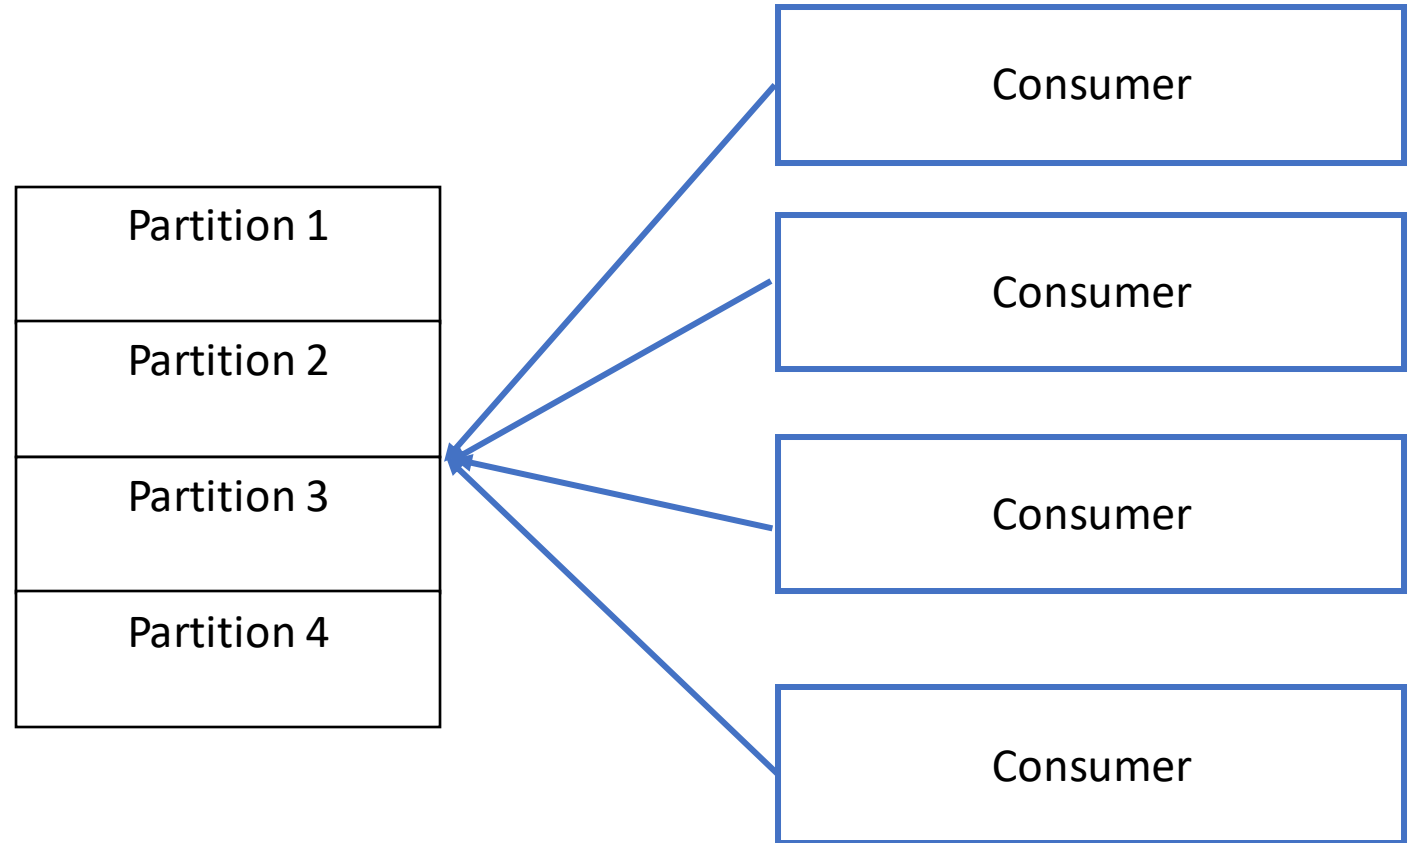 Partition 1
Partition 2
Partition 3
Partition 4
Consumer
Consumer
Consumer
Consumer